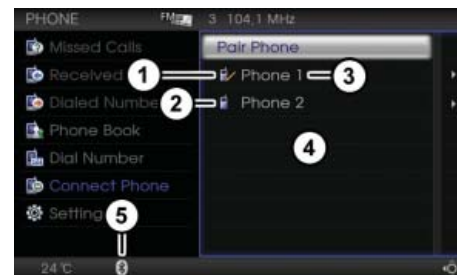 PHONE FM 3 104,1 MHz
Missed Calls
Received
Dialed Numbe
Phone Book
Dial Number
Connect Phone
Setting
Pair Phone
1 Phone 1 3
2 Phone 2
4
5
24°C